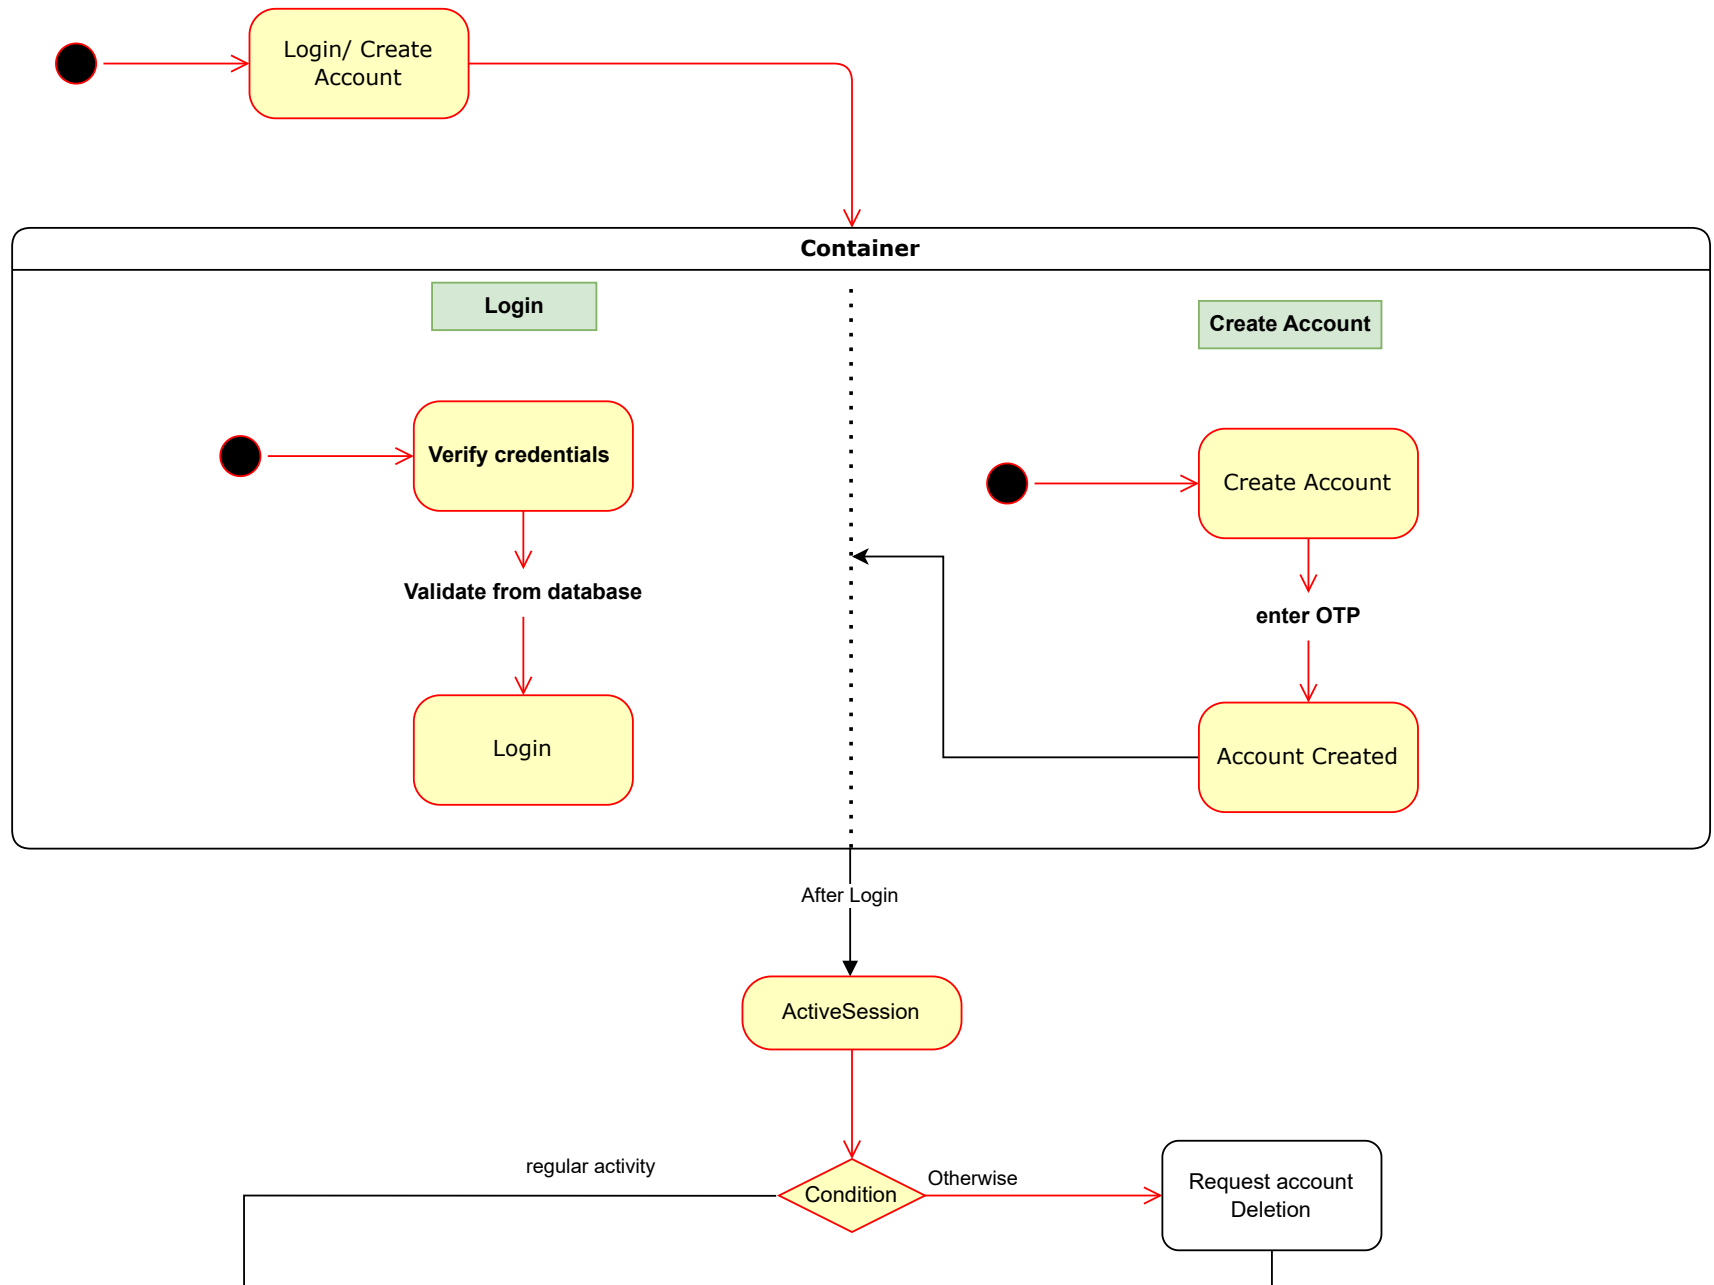 Login/ Create
Account
Container
Login
Create Account
Verify credentials
Create Account
Validate from database
enter OTP
Login
Account Created
After Login
ActiveSession
regular activity
Condition
Otherwise
Request account
Deletion